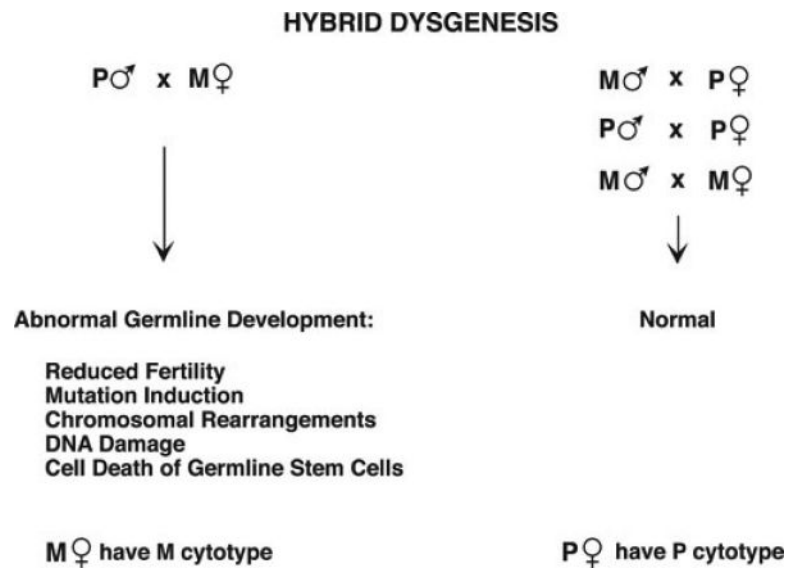 HYBRID DYSGENESIS
P♂ x M♀
M♂ x P♀
P♂ x P♀
M♂ x M♀
Abnormal Germline Development:
Normal
Reduced Fertility
Mutation Induction
Chromosomal Rearrangements
DNA Damage
Cell Death of Germline Stem Cells
M♀ have M cytotype
P♀ have P cytotype